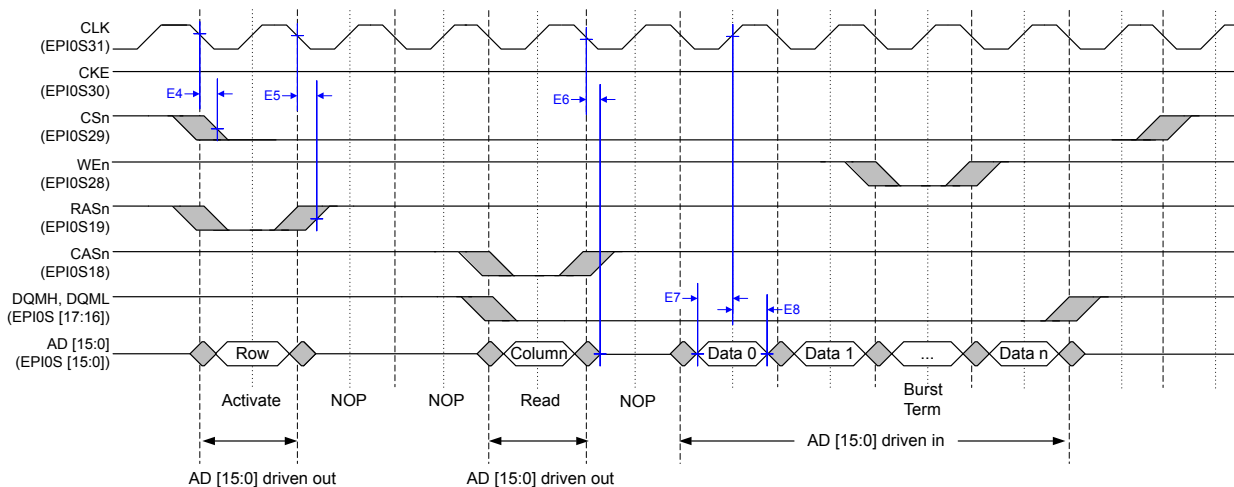 CLK
(EPI0S31)
CKE
(EPI0S30)
E4
E5
E6
CSn
(EPI0S29)
WEn
(EPI0S28)
RASn
(EPI0S19)
CASn
(EPI0S18)
DQMH, DQML
(EPI0S [17:16])
E7
E8
AD [15:0]
(EPI0S [15:0])
Row
Column
Data 0
Data 1
...
Data n
Activate
NOP
NOP
Read
NOP
Burst
Term
AD [15:0] driven in
AD [15:0] driven out
AD [15:0] driven out